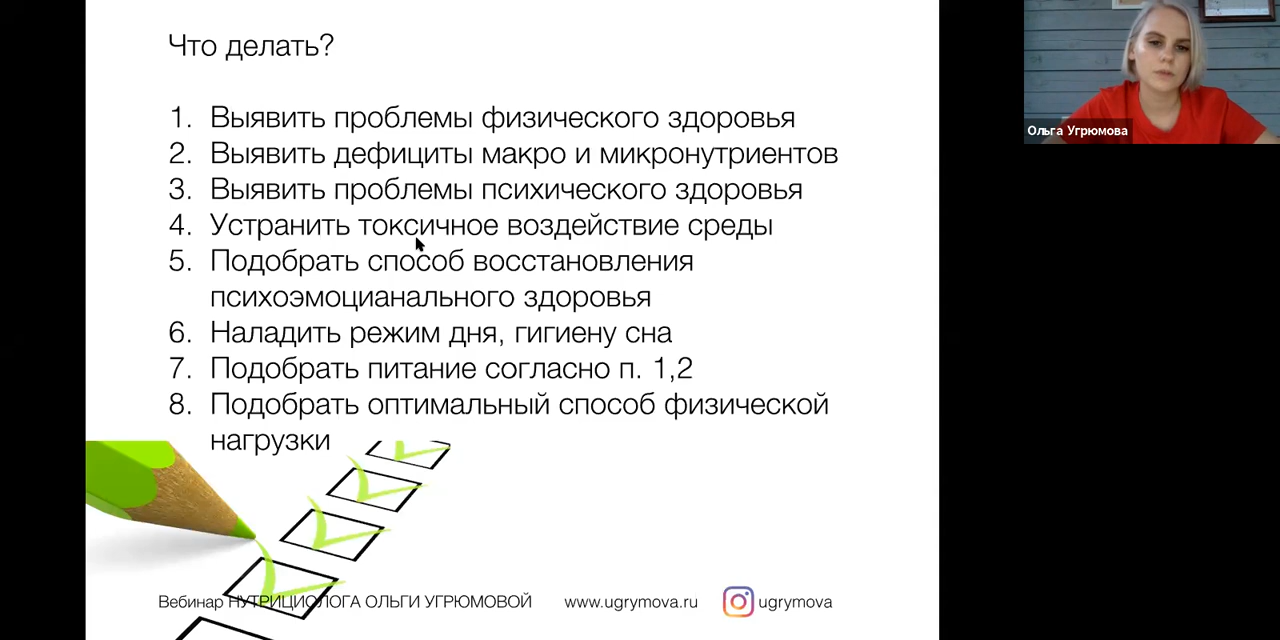 Что делать?
1. Выявить проблемы физического здоровья
2. Выявить дефициты макро и микронутриентов
3. Выявить проблемы психического здоровья
4. Устранить токсичное воздействие среды
5. Подобрать способ восстановления
психоэмоцианального здоровья
6. Наладить режим дня, гигиену сна
7. Подобрать питание согласно п. 1,2
8. Подобрать оптимальный способ физической
нагрузки
Вебинар НУТРИЦИОЛОГА ОЛЬГИ УГРЮМОВОЙ www.ugrymova.ru ugrymova
Ольга Угрюмова